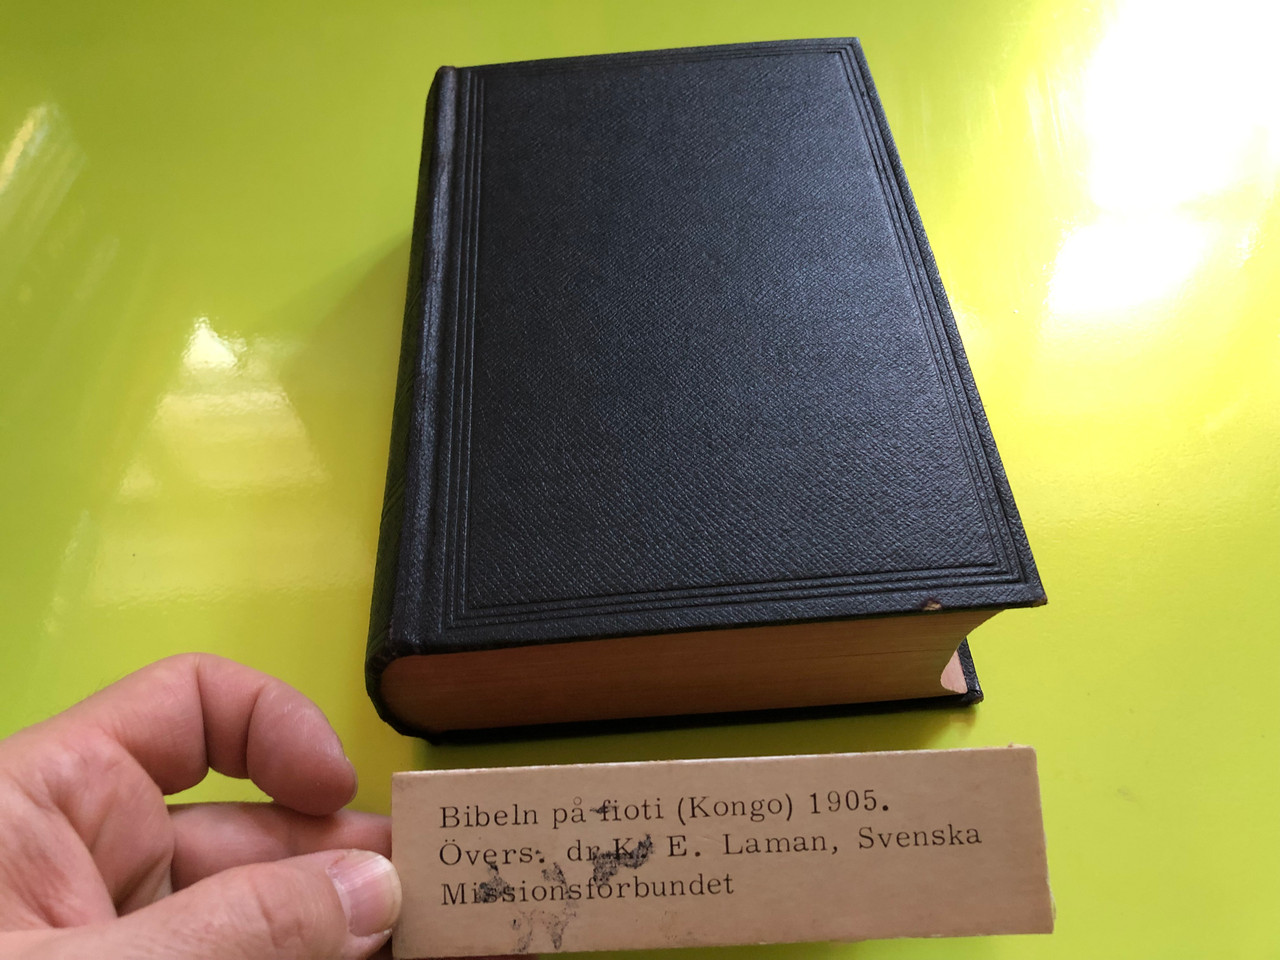 Bibeln på fioti (Kongo) 1905.
Övers. dr K. E. Laman, Svenska
Missionsförbundet